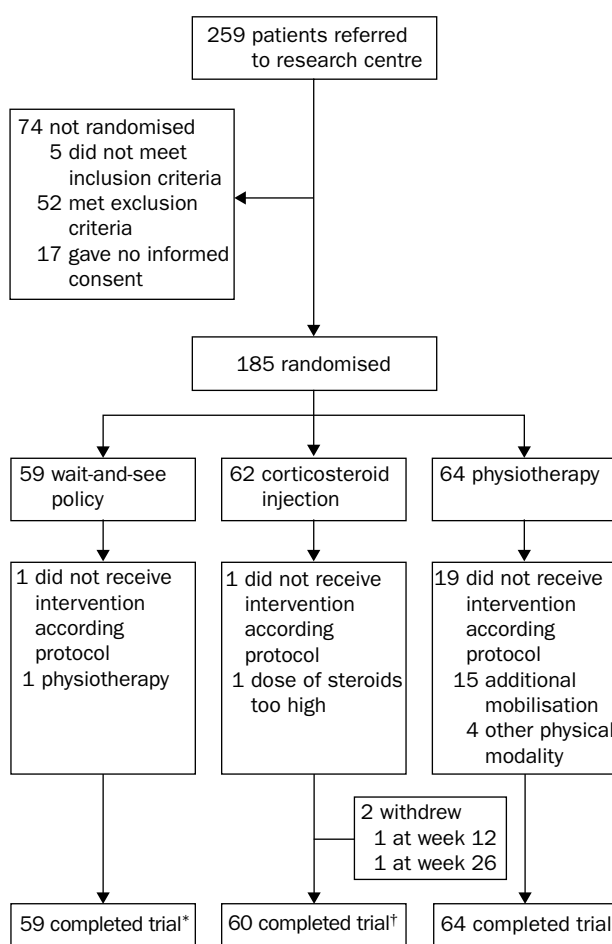 259 patients referred
to research centre
74 not randomised
5 did not meet
inclusion criteria
52 met exclusion
criteria
17 gave no informed
consent
185 randomised
59 wait-and-see
policy
62 corticosteroid
injection
64 physiotherapy
1 did not receive
intervention
according
protocol
1 physiotherapy
1 did not receive
intervention
according
protocol
1 dose of steroids
too high
19 did not receive
intervention
according
protocol
15 additional
mobilisation
4 other physical
modality
2 withdrew
1 at week 12
1 at week 26
59 completed trial*
60 completed trial†
64 completed trial